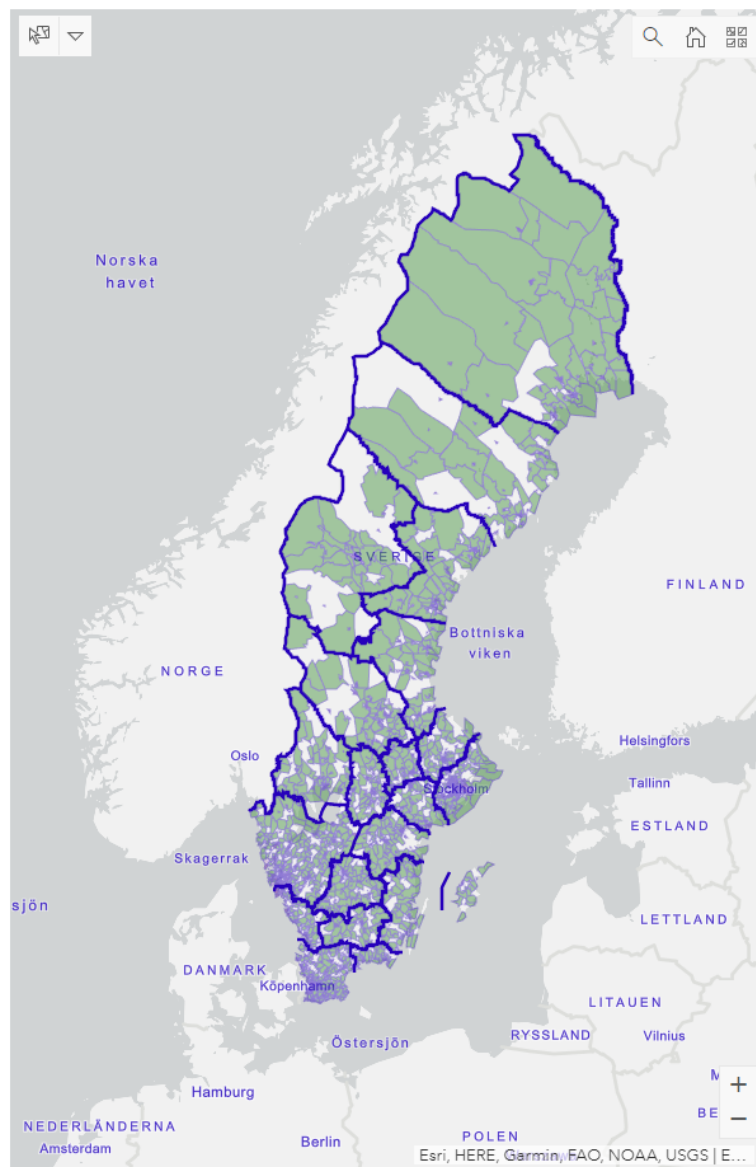 Norska
havet
SVERIGE
FINLAND
Bottniska
viken
NORGE
Helsingfors
Oslo
Tallinn
Stockholm
ESTLAND
Skagerrak
sjön
LETTLAND
DANMARK
Köpenhamn
LITAUEN
RYSSLAND
Vilnius
Östersjön
M
Hamburg
BE
NEDERLÄNDERNA
Berlin
POLEN
Amsterdam
Esri, HERE, Garmin, FAO, NOAA, USGS | E...